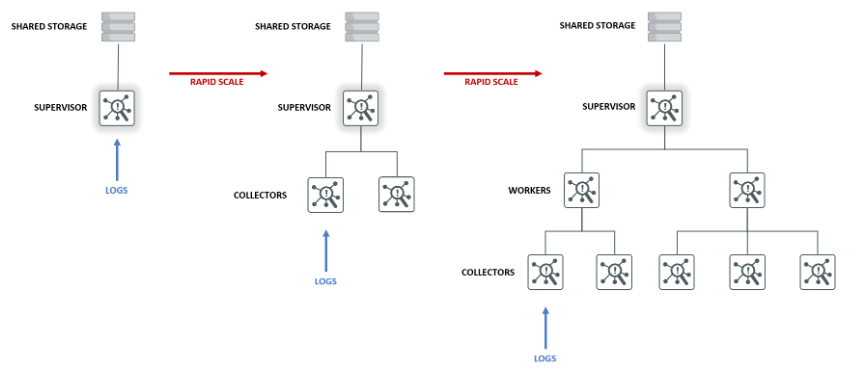 SHARED STORAGE
SUPERVISOR
LOGS
RAPID SCALE
SHARED STORAGE
SUPERVISOR
COLLECTORS
LOGS
RAPID SCALE
SHARED STORAGE
SUPERVISOR
WORKERS
COLLECTORS
LOGS